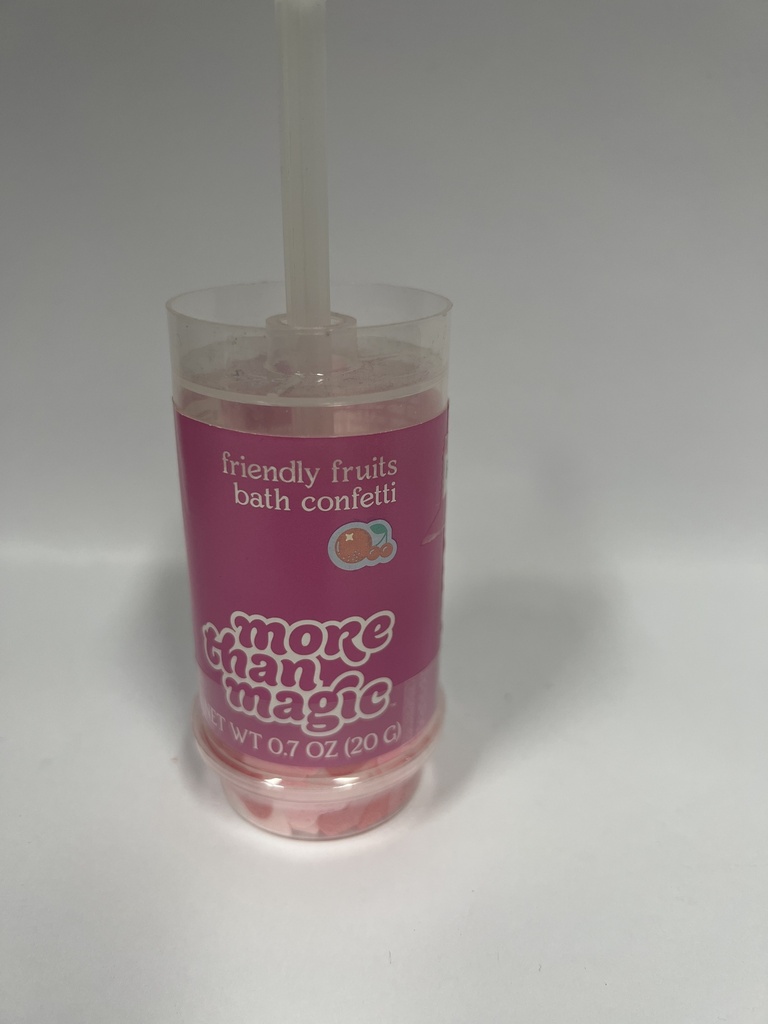 friendly fruits
bath confetti
more
than
magic
NET WT 0.7 OZ (20 G)